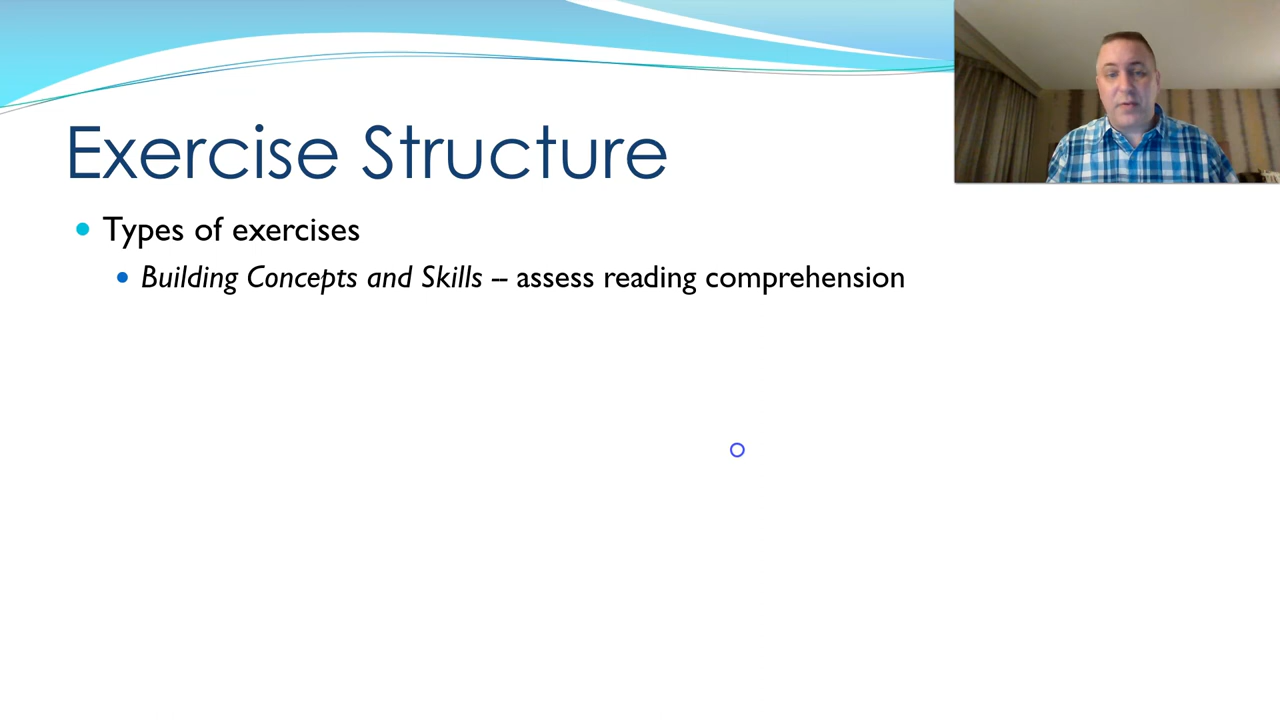 Exercise Structure
Types of exercises
Building Concepts and Skills -- assess reading comprehension